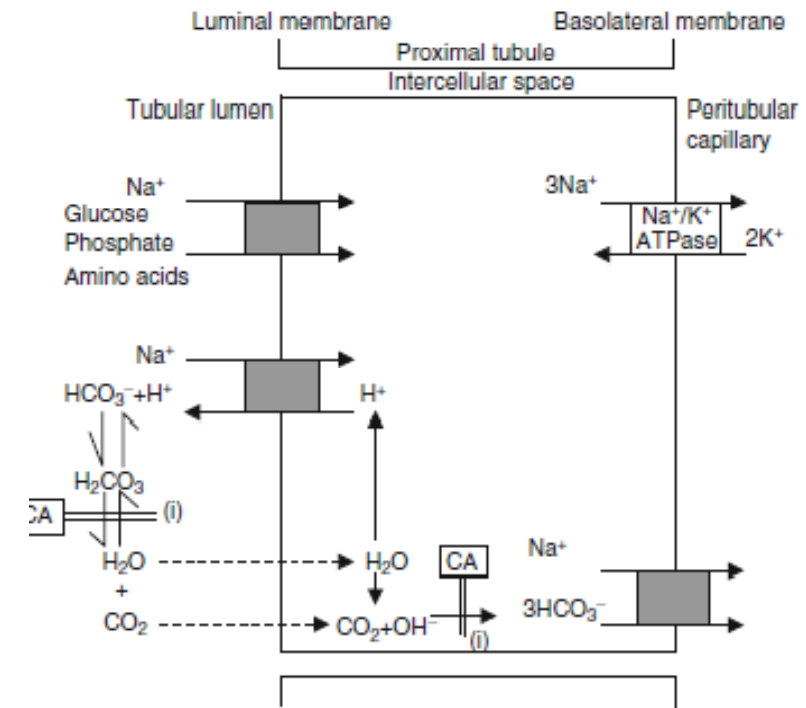 Luminal membrane
Basolateral membrane
Proximal tubule
Intercellular space
Tubular lumen
Peritubular
capillary
Na⁺
Glucose
Phosphate
Amino acids
3Na⁺
Na⁺/K⁺
ATPase
2K⁺
Na⁺
HCO₃⁻+H⁺
H⁺
H₂CO₃
CA
(i)
H₂O
+
CO₂
H₂O
CO₂+OH⁻
CA
(i)
Na⁺
3HCO₃⁻